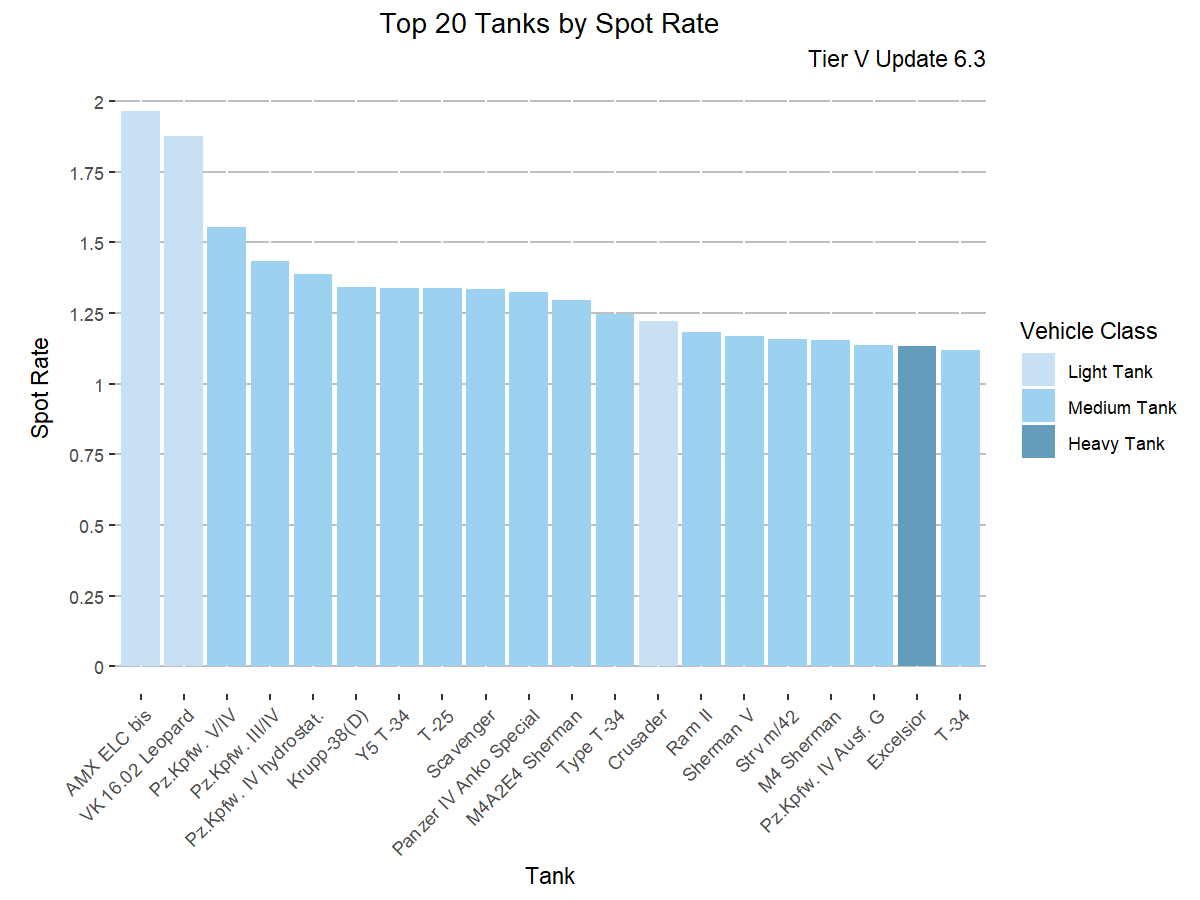 Top 20 Tanks by Spot Rate
Tier V Update 6.3
Spot Rate
2
1.75
1.5
1.25
1
0.75
0.5
0.25
0
AMX ELC bis
VK 16.02 Leopard
Pz.Kpfw. V/IV
Pz.Kpfw. III/IV
Pz.Kpfw. IV hydrostat.
Krupp-38(D)
Y5 T-34
T-25
Scavenger
Panzer IV Anko Special
M4A2E4 Sherman
Type T-34
Crusader
Ram II
Sherman V
Strv m/42
M4 Sherman
Pz.Kpfw. IV Ausf. G
Excelsior
T-34
Tank
Vehicle Class
Light Tank
Medium Tank
Heavy Tank